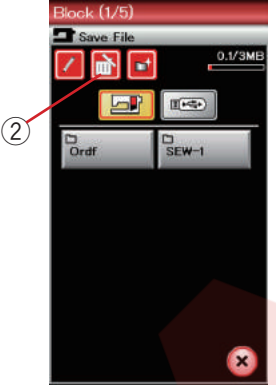 Block (1/5)
Save File
0.1/3MB
②
Ordf
SEW-1